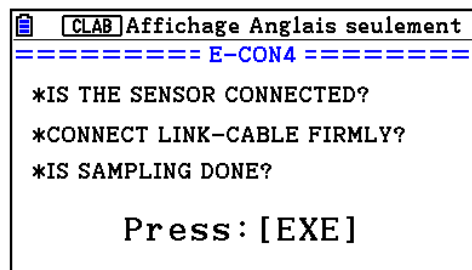 CLAB Affichage Anglais seulement
========= E-CON4 ========
*IS THE SENSOR CONNECTED?
*CONNECT LINK-CABLE FIRMLY?
*IS SAMPLING DONE?
Press:[EXE]